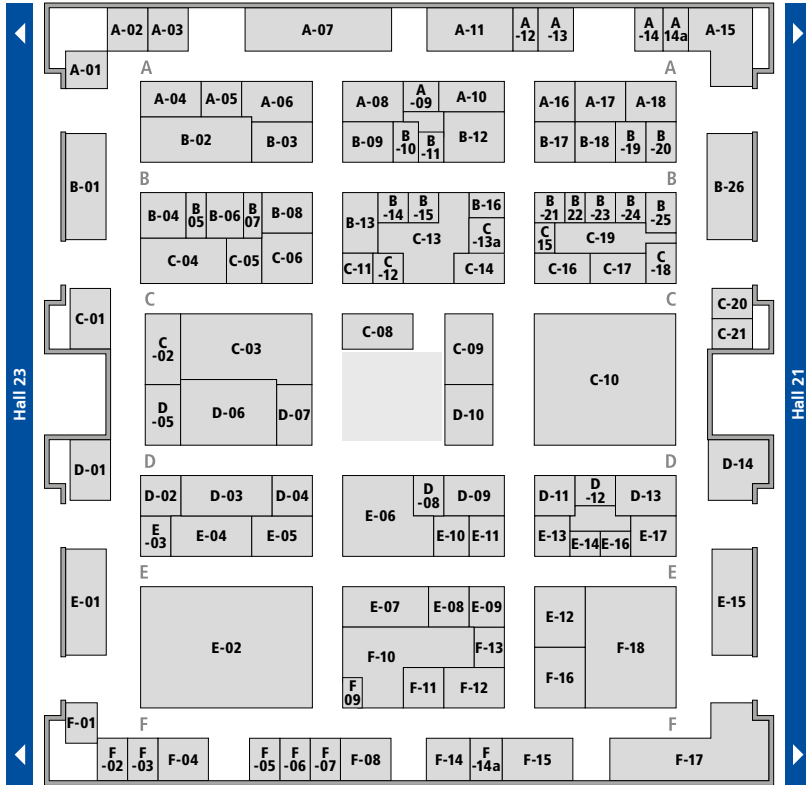 A-02 A-03
A-07
A-11
A
-12
A
-13
A
-14
A
14a
A-15
A-01
A
A
A-04 A-05 A-06
A-08
A
-09
A-10
A-16 A-17 A-18
B-02
B-03
B-09
B
-10
B
-11
B-12
B-17 B-18
B
-19
B
-20
B-01
B-26
B
B
B-04
B
05
B-06
B
07
B-08
B-13
B
-14
B
-15
B-16
B
-21
B
22
B
-23
B
-24
B
-25
C-13
C
-13a
C
15
C-19
C-04
C-05
C-06
C-11
C
-12
C-14
C-16
C-17
C
-18
C
C
C-01
C-20
C-21
C
-02
C-03
C-08
C-09
C-10
Hall 23
Hall 21
D
-05
D-06
D-07
D-10
D-01
D-14
D
D
D-02 D-03 D-04
E-06
D
-08
D-09
D-11
D
-12
D-13
E
-03
E-04
E-05
E-10 E-11
E-13
E-14 E-16
E-17
E
E
E-01
E-15
E-02
E-07 E-08 E-09
E-12
F-18
F-10
F-13
F
09
F-11
F-12
F-16
F-01
F
F
F
-02
F
-03
F-04
F
-05
F
-06
F
-07
F-08
F-14
F
-14a
F-15
F-17